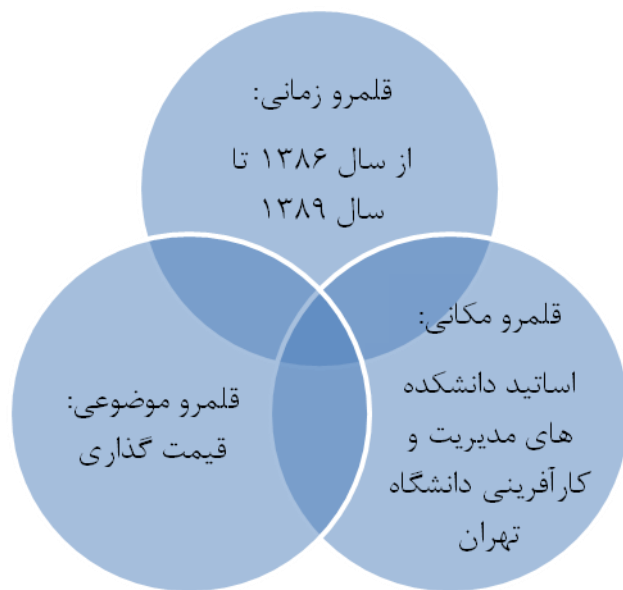 قلمرو زمانی:
از سال ۱۳۸۶ تا
سال ۱۳۸۹
قلمرو مکانی:
اساتید دانشکده
های مدیریت و
کارآفرینی دانشگاه
تهران
قلمرو موضوعی:
قیمت گذاری